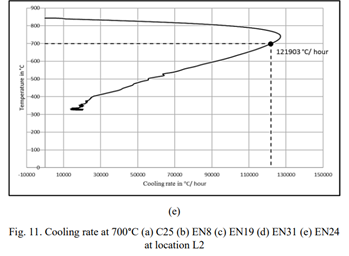 900
800
700
600
500
400
300
200
100
0
Temperature in °C
121903 °C/ hour
-10000 10000 30000 50000 70000 90000 110000 130000 150000
Cooling rate in °C/ hour
(e)
Fig. 11. Cooling rate at 700°C (a) C25 (b) EN8 (c) EN19 (d) EN31 (e) EN24
at location L2